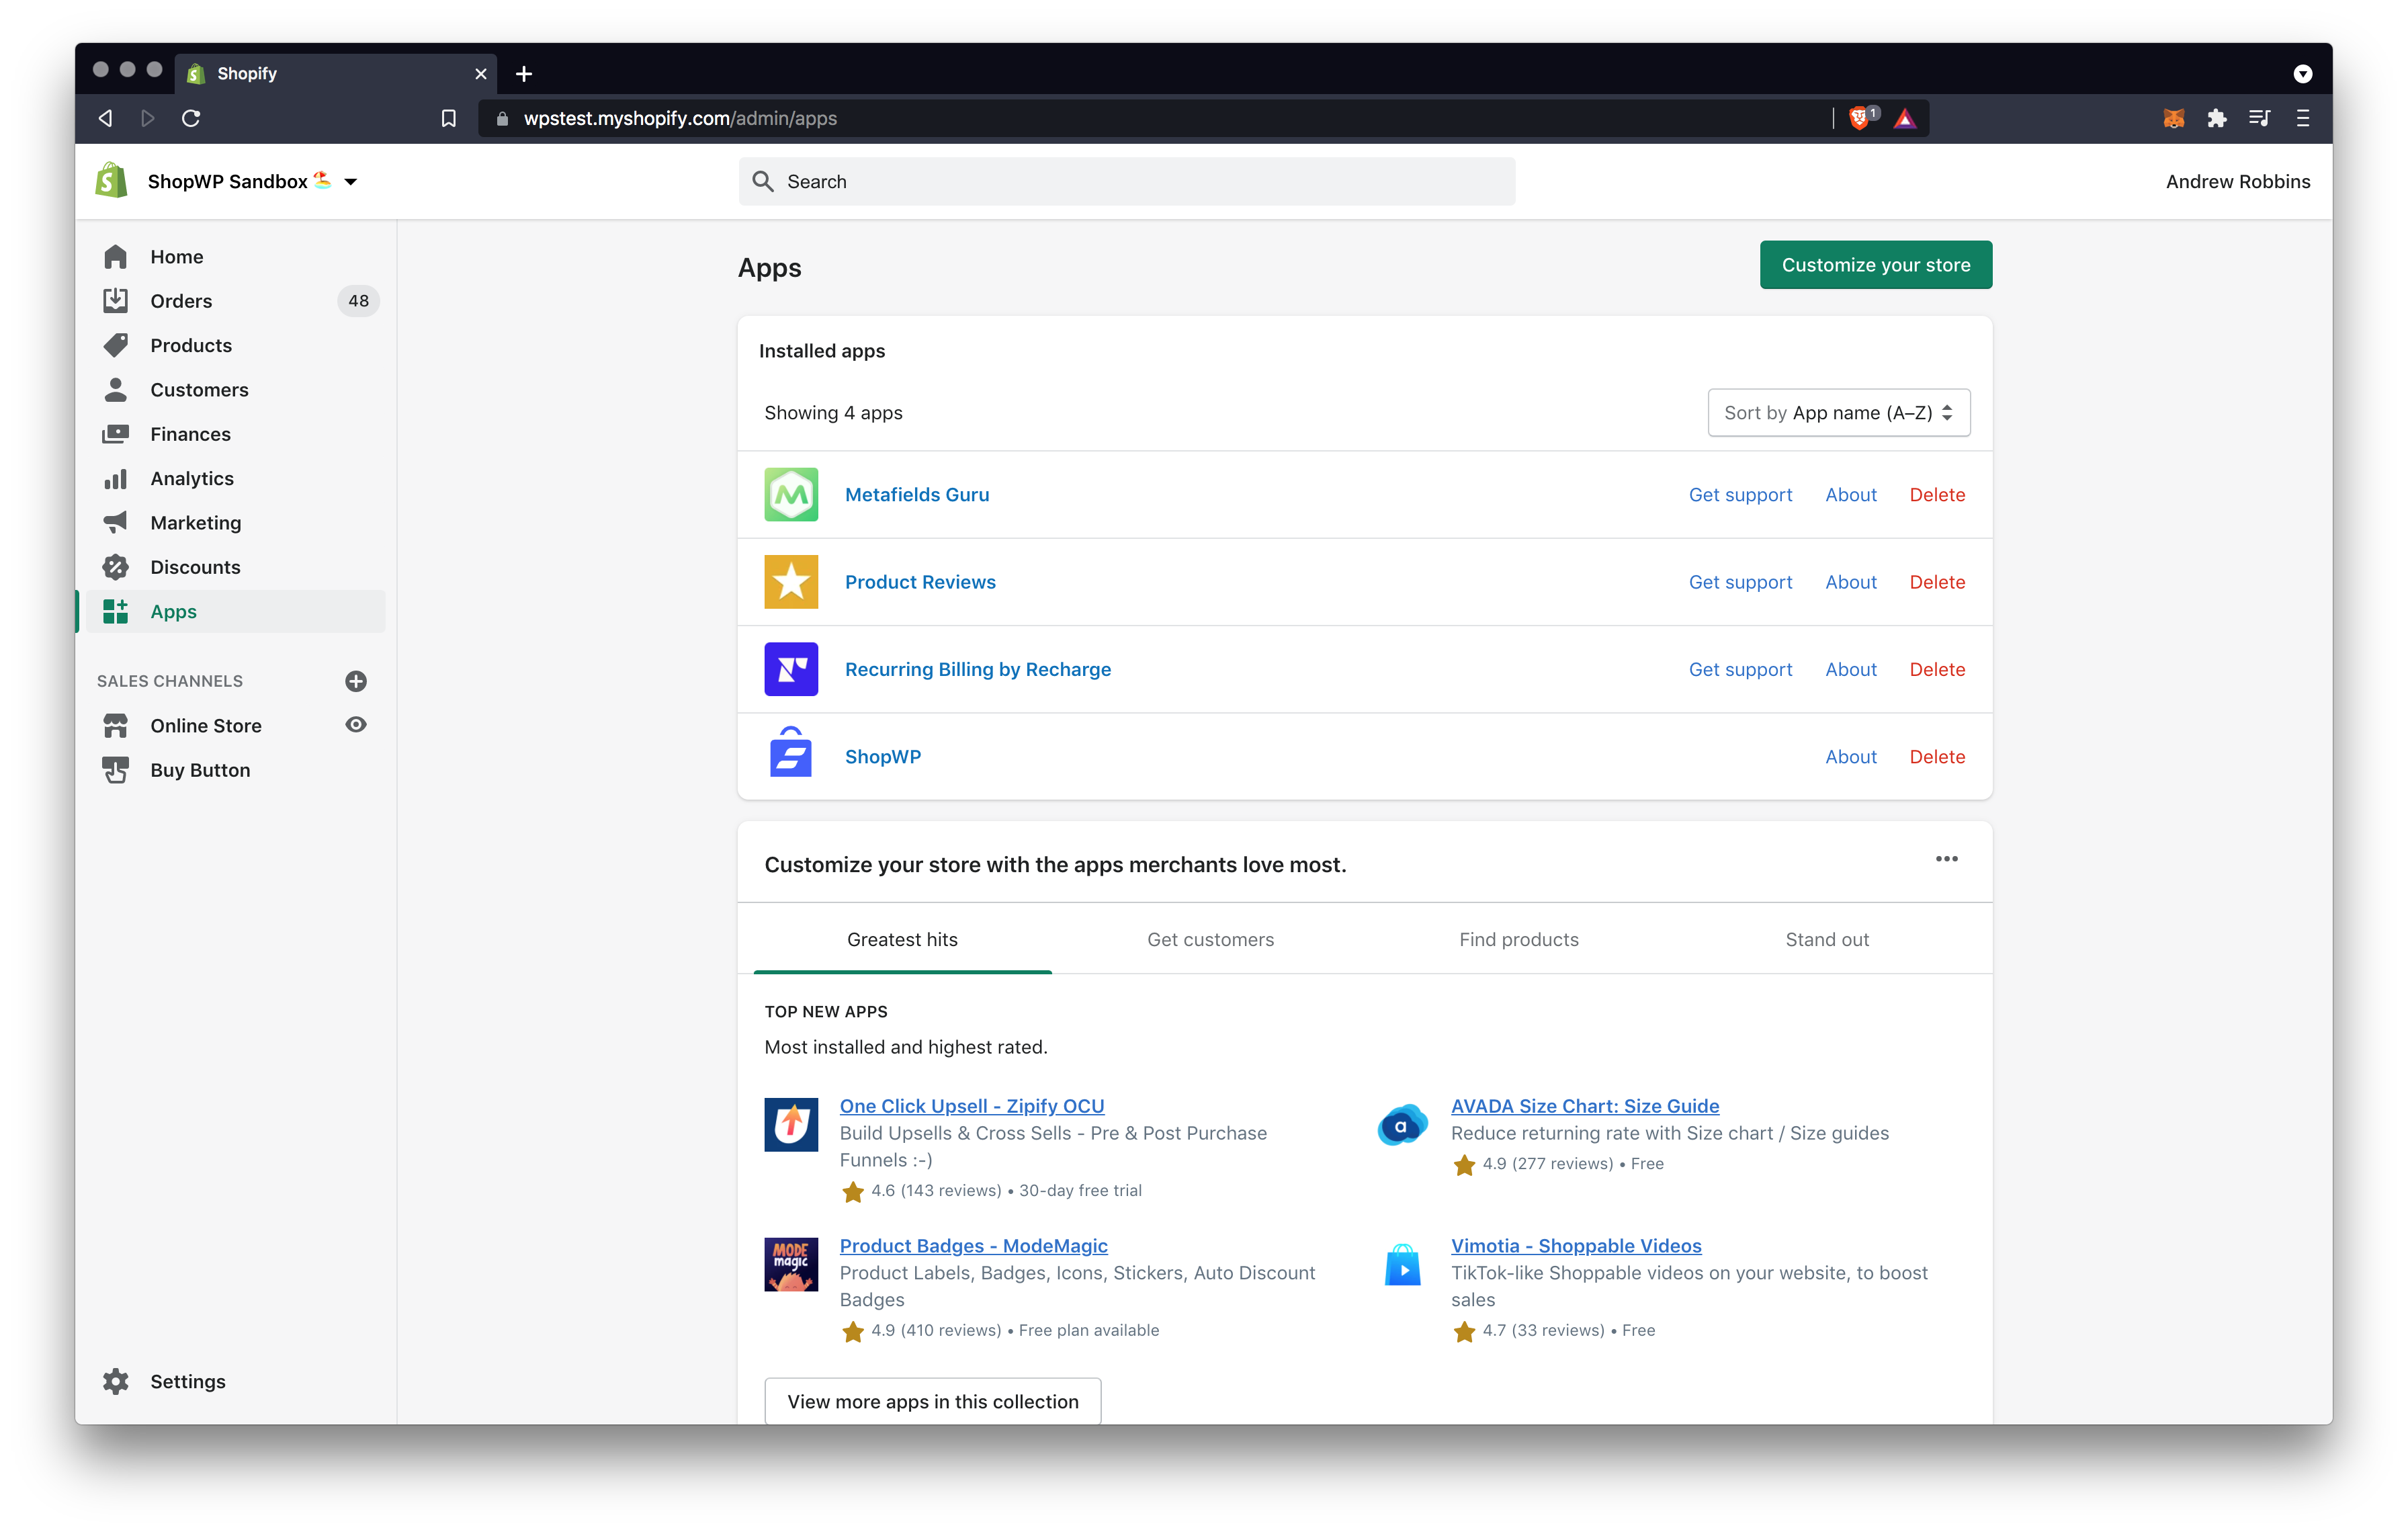 Shopify
wpstest.myshopify.com/admin/apps
1
ShopWP Sandbox
Search
Andrew Robbins
Home
Orders 48
Products
Customers
Finances
Analytics
Marketing
Discounts
Apps
SALES CHANNELS
Online Store
Buy Button
Settings
Apps
Customize your store
Installed apps
Showing 4 apps
Sort by App name (A–Z)
Metafields Guru Get support About Delete
Product Reviews Get support About Delete
Recurring Billing by Recharge Get support About Delete
ShopWP About Delete
Customize your store with the apps merchants love most.
Greatest hits Get customers Find products Stand out
TOP NEW APPS
Most installed and highest rated.
One Click Upsell - Zipify OCU
Build Upsells & Cross Sells - Pre & Post Purchase
Funnels :-)
4.6 (143 reviews) • 30-day free trial
a
AVADA Size Chart: Size Guide
Reduce returning rate with Size chart / Size guides
4.9 (277 reviews) • Free
MODE
magic
Product Badges - ModeMagic
Product Labels, Badges, Icons, Stickers, Auto Discount
Badges
4.9 (410 reviews) • Free plan available
Vimotia - Shoppable Videos
TikTok-like Shoppable videos on your website, to boost
sales
4.7 (33 reviews) • Free
View more apps in this collection